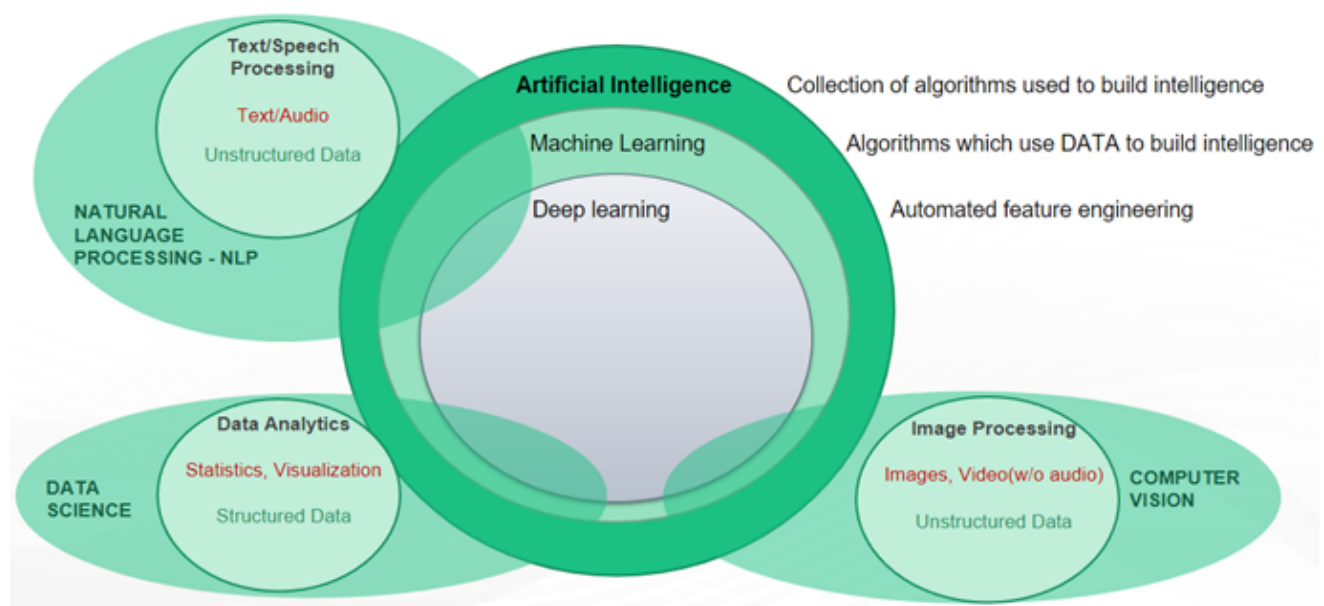 Text/Speech
Processing
Text/Audio
Unstructured Data
NATURAL
LANGUAGE
PROCESSING - NLP
Artificial Intelligence
Collection of algorithms used to build intelligence
Machine Learning
Algorithms which use DATA to build intelligence
Deep learning
Automated feature engineering
Data Analytics
Statistics, Visualization
Structured Data
DATA
SCIENCE
Image Processing
Images, Video(w/o audio)
Unstructured Data
COMPUTER
VISION